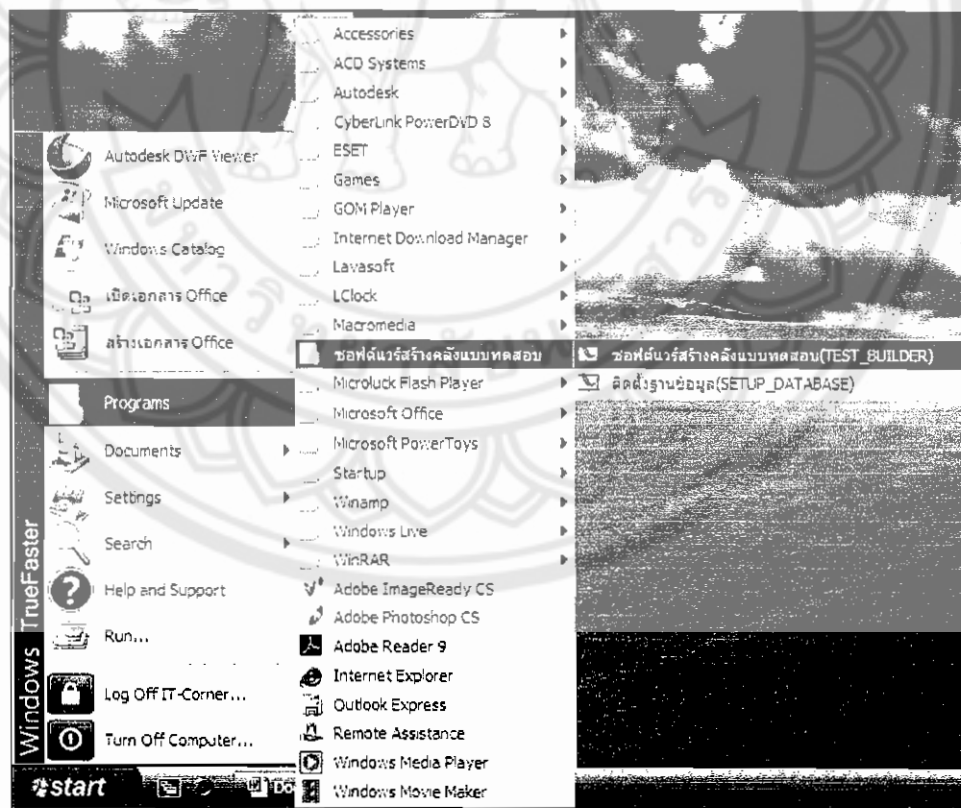 Autodesk DWF Viewer
Microsoft Update
Windows Catalog
เปิดเอกสาร Office
สร้างเอกสาร Office
Programs
Documents
Settings
Search
Help and Support
Run...
Log Off IT-Corner...
Turn Off Computer...
Windows TrueFaster
start
Accessories
ACD Systems
Autodesk
CyberLink PowerDVD 8
ESET
Games
GOM Player
Internet Download Manager
Lavasoft
LClock
Macromedia
ซอฟต์แวร์สร้างคลังแบบทดสอบ
Microluck Flash Player
Microsoft Office
Microsoft PowerToys
Startup
Winamp
Windows Live
WinRAR
Adobe ImageReady CS
Adobe Photoshop CS
Adobe Reader 9
Internet Explorer
Outlook Express
Remote Assistance
Windows Media Player
Windows Movie Maker
ซอฟต์แวร์สร้างคลังแบบทดสอบ(TEST_BUILDER)
ติดตั้งฐานข้อมูล(SETUP_DATABASE)